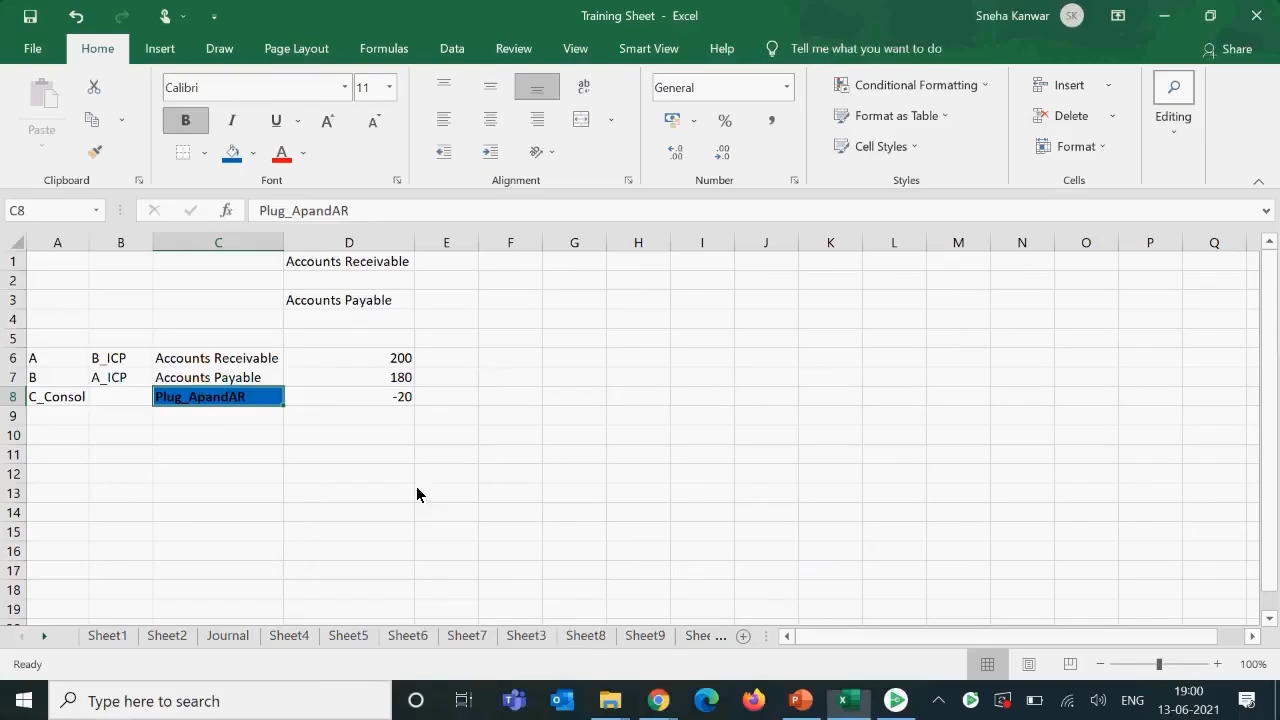 Training Sheet - Excel
Sneha Kanwar SK
File Home Insert Draw Page Layout Formulas Data Review View Smart View Help Tell me what you want to do Share
Paste
Clipboard
Calibri 11
B I U A A
A
Font
ab
Alignment
General
% ,
Number
Conditional Formatting
Format as Table
Cell Styles
Styles
Insert
Delete
Format
Cells
Editing
C8 fx Plug_ApandAR
A B C D E F G H I J K L M N O P Q
1 Accounts Receivable
2
3 Accounts Payable
4
5
6 A B_ICP Accounts Receivable 200
7 B A_ICP Accounts Payable 180
8 C_Consol Plug_ApandAR -20
9
10
11
12
13
14
15
16
17
18
19
Sheet1 Sheet2 Journal Sheet4 Sheet5 Sheet6 Sheet7 Sheet3 Sheet8 Sheet9 Shee ...
Ready 100%
Type here to search
ENG
19:00
13-06-2021